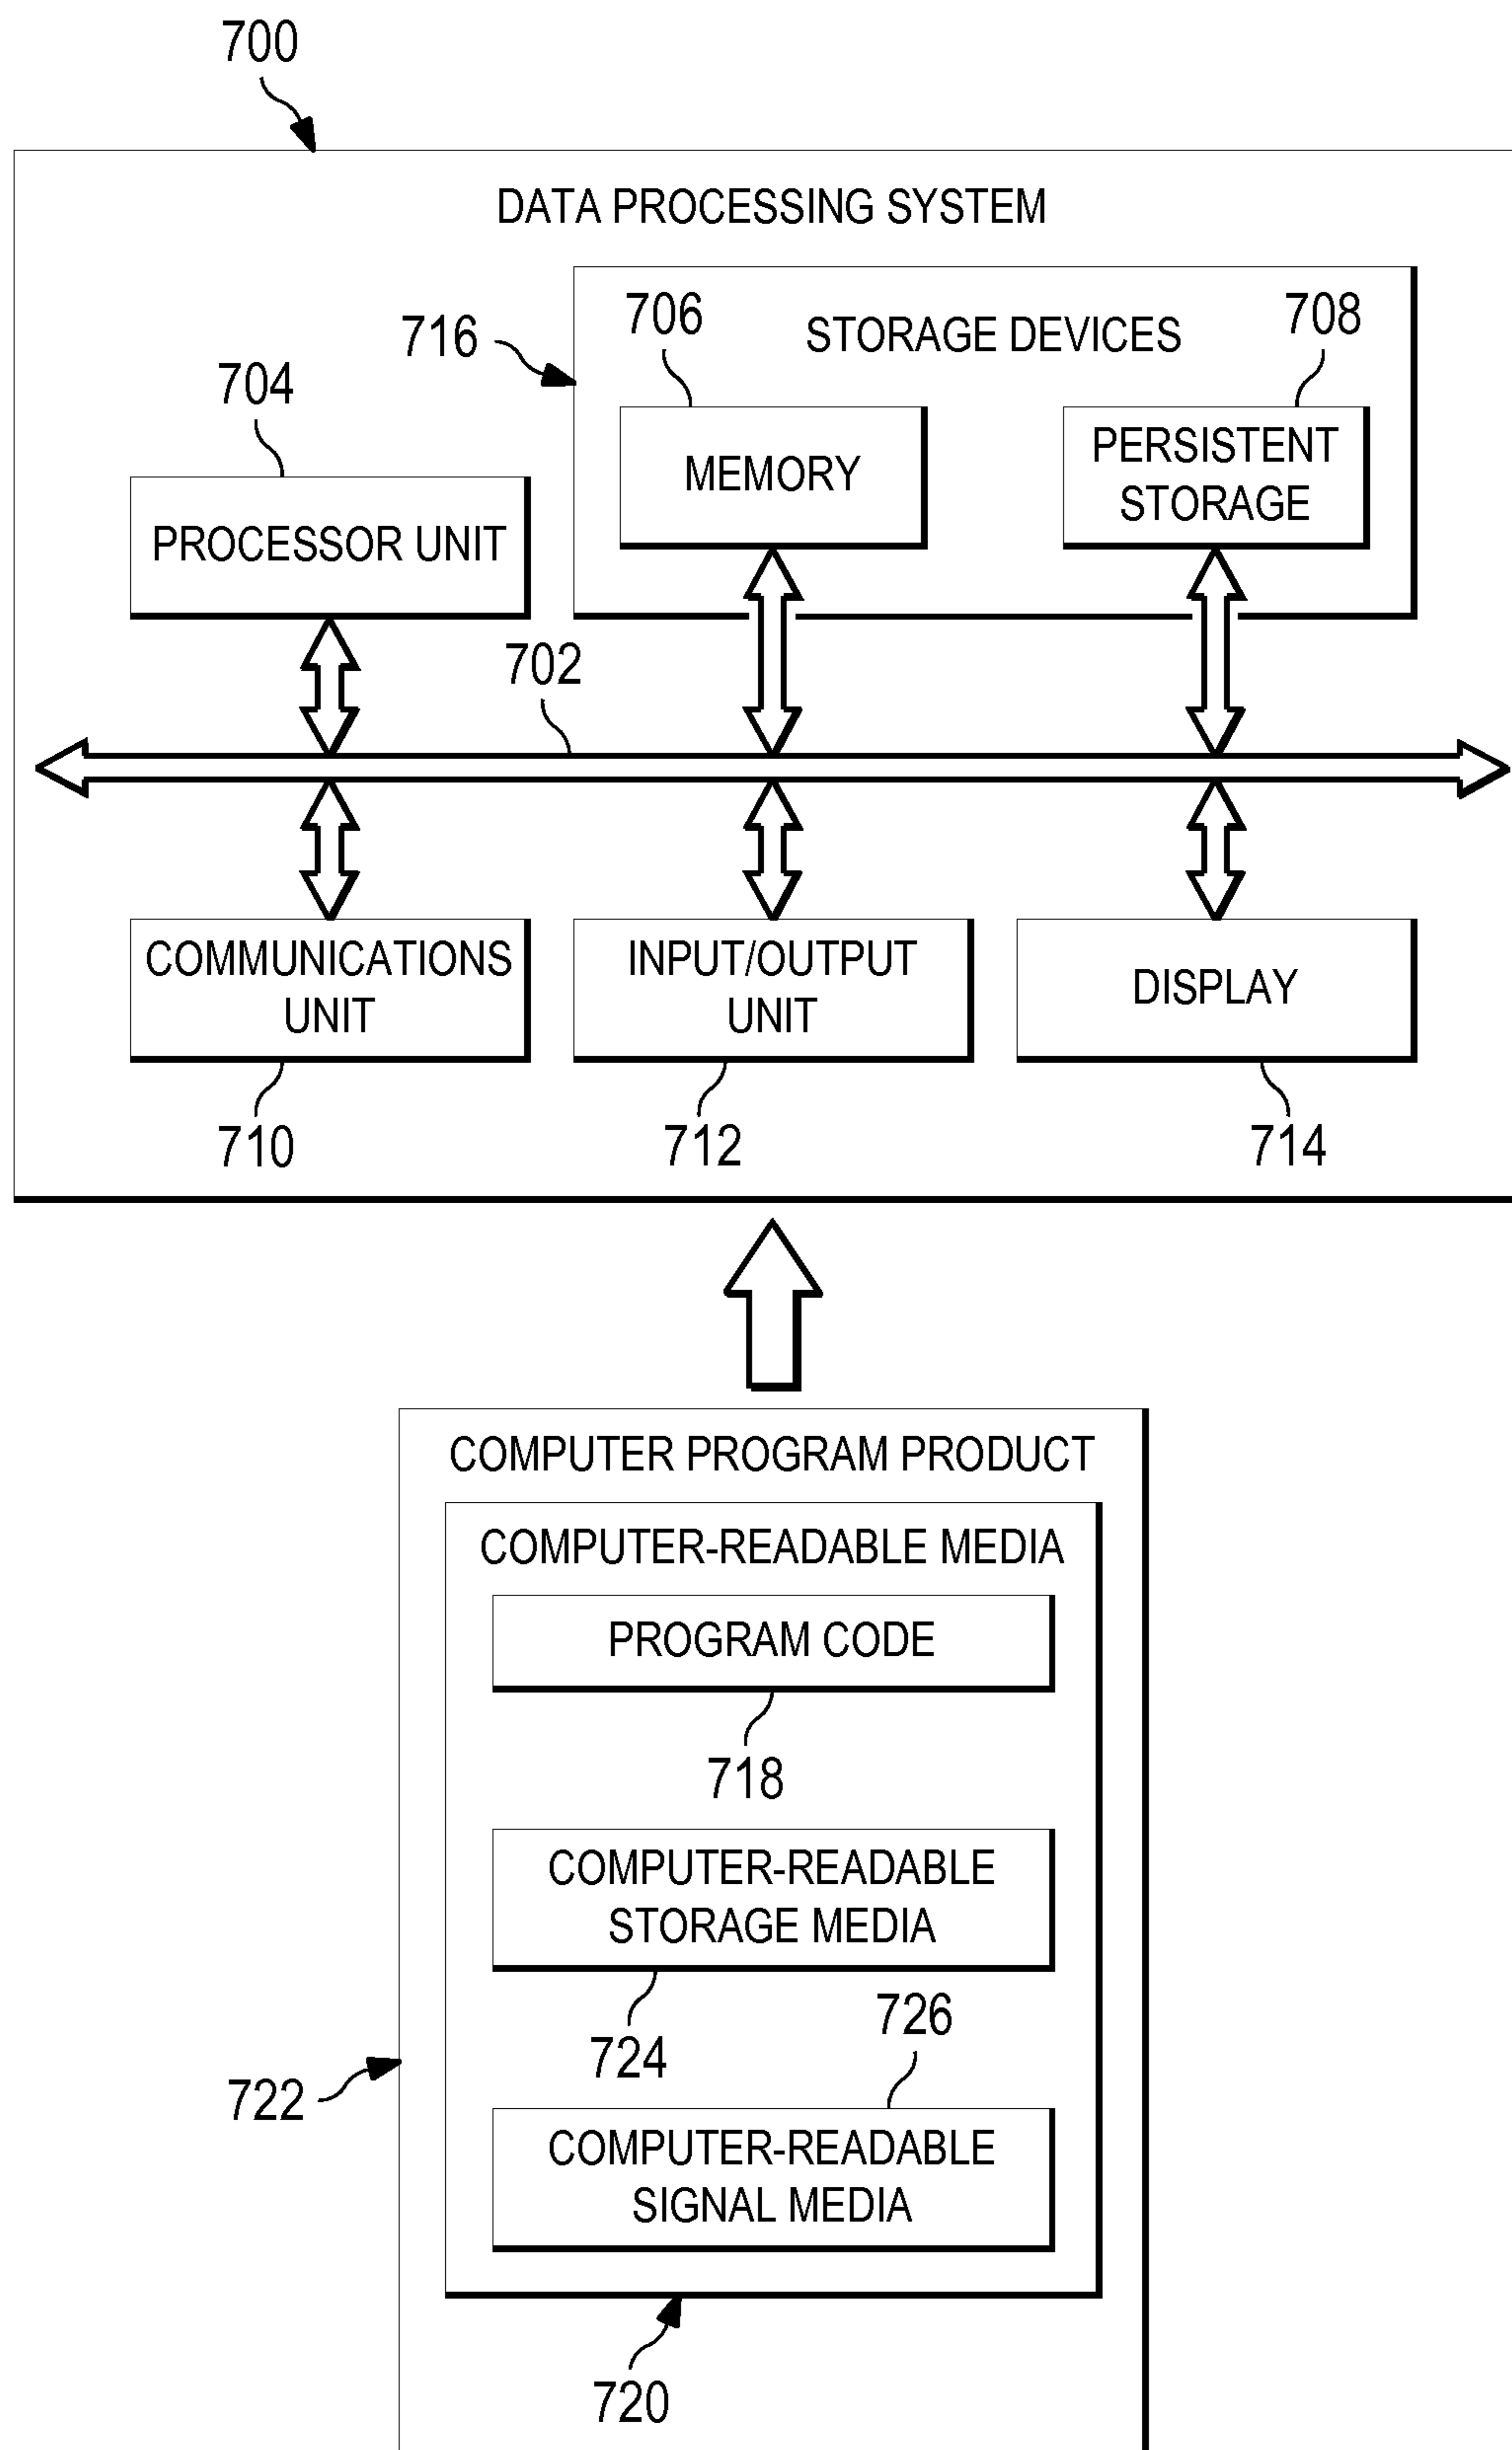 700
DATA PROCESSING SYSTEM
716
706
STORAGE DEVICES
708
704
MEMORY
PERSISTENT
STORAGE
PROCESSOR UNIT
702
COMMUNICATIONS
UNIT
INPUT/OUTPUT
UNIT
DISPLAY
710
712
714
COMPUTER PROGRAM PRODUCT
COMPUTER-READABLE MEDIA
PROGRAM CODE
718
COMPUTER-READABLE
STORAGE MEDIA
724
726
722
COMPUTER-READABLE
SIGNAL MEDIA
720